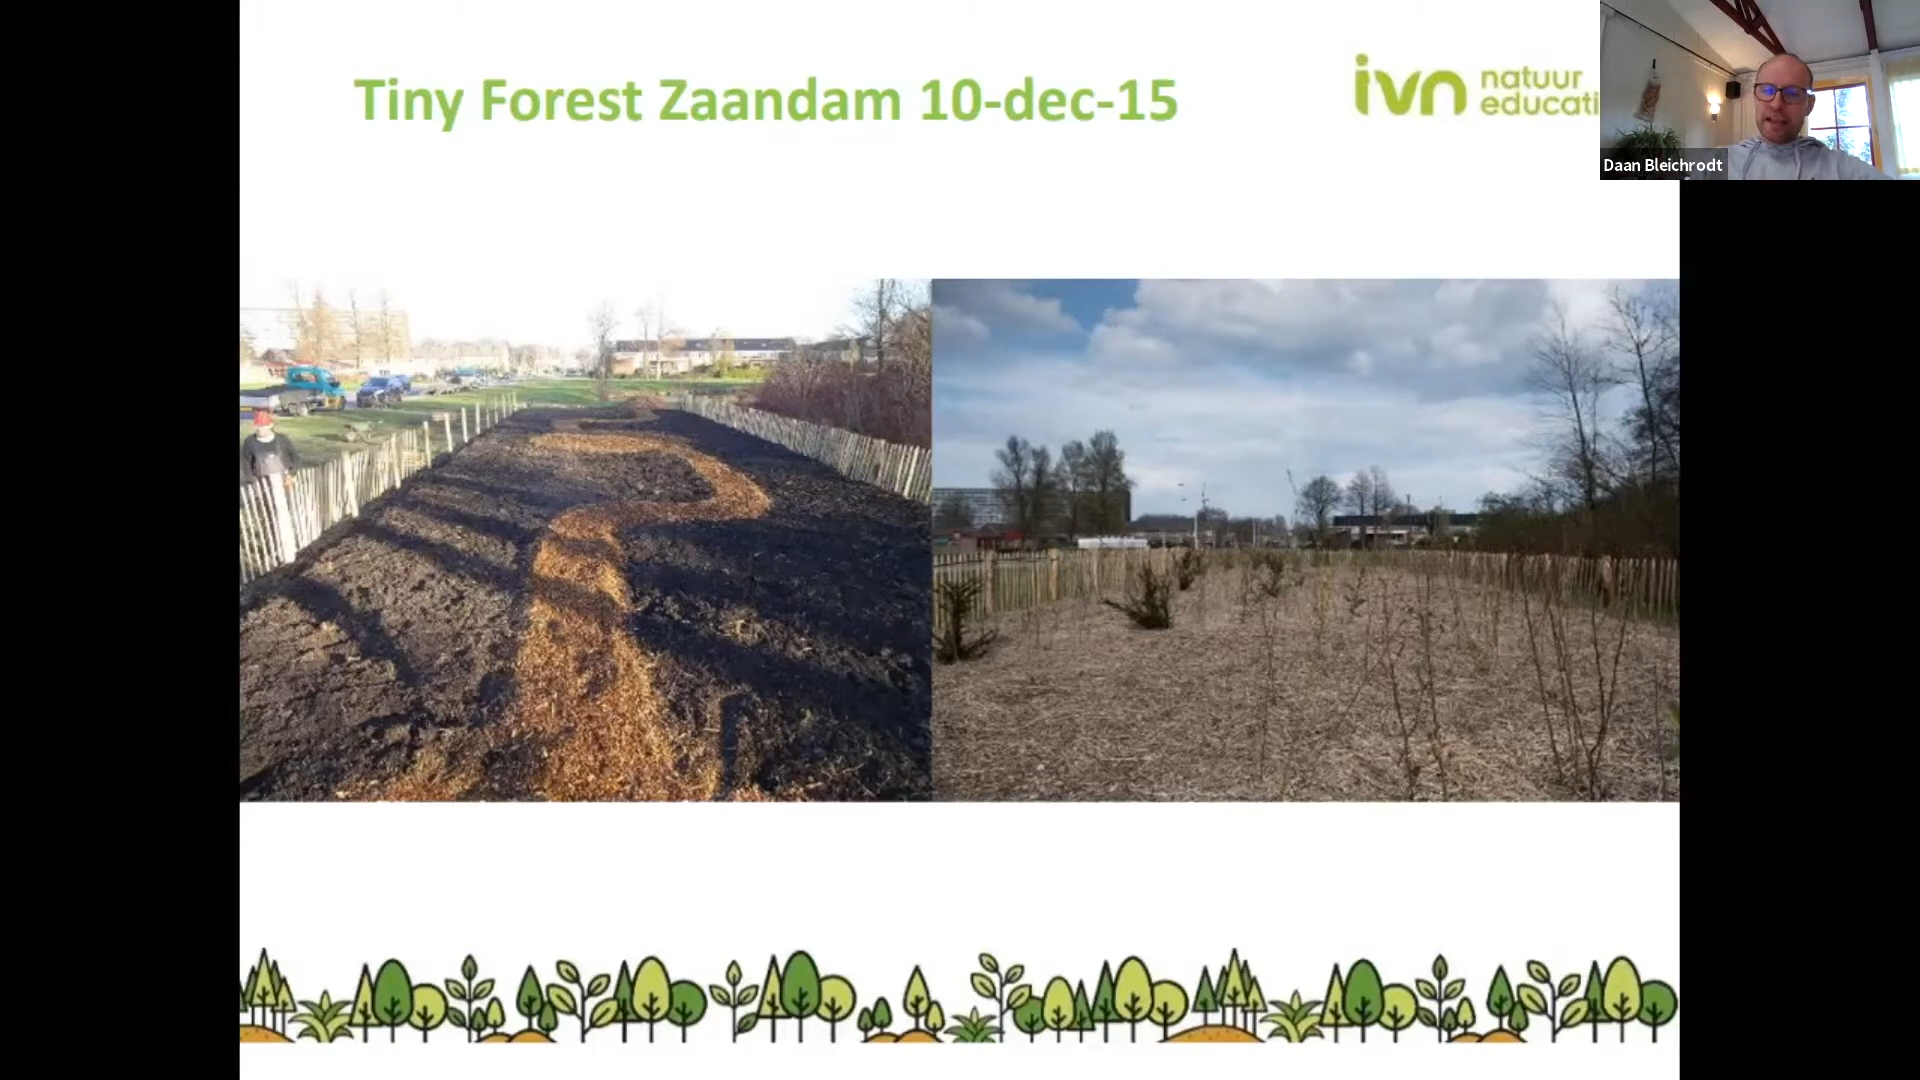 Tiny Forest Zaandam 10-dec-15
ivn natuur
educati
Daan Bleichrodt